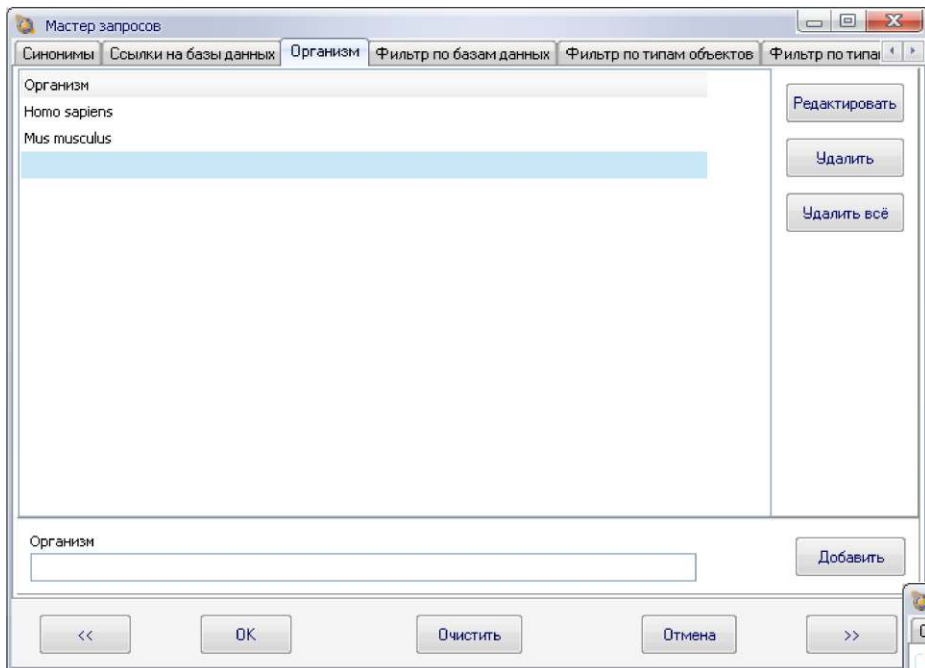 Мастер запросов
Синонимы Ссылки на базы данных Организм Фильтр по базам данных Фильтр по типам объектов Фильтр по типа
Организм
Homo sapiens
Mus musculus
Редактировать
Удалить
Удалить всё
Организм
Добавить
<< OK Очистить Отмена >>